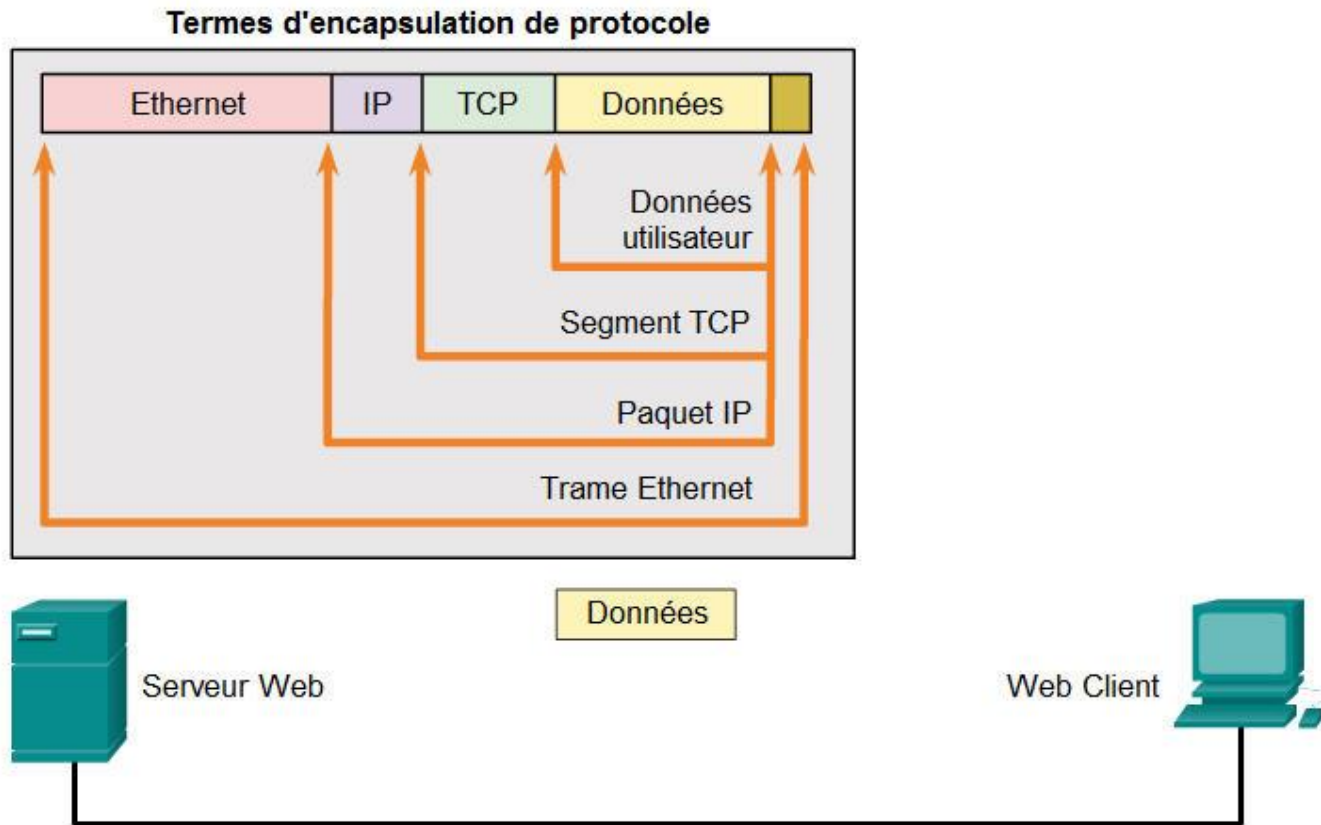 Termes d'encapsulation de protocole
Ethernet IP TCP Données
Données
utilisateur
Segment TCP
Paquet IP
Trame Ethernet
Données
Serveur Web
Web Client